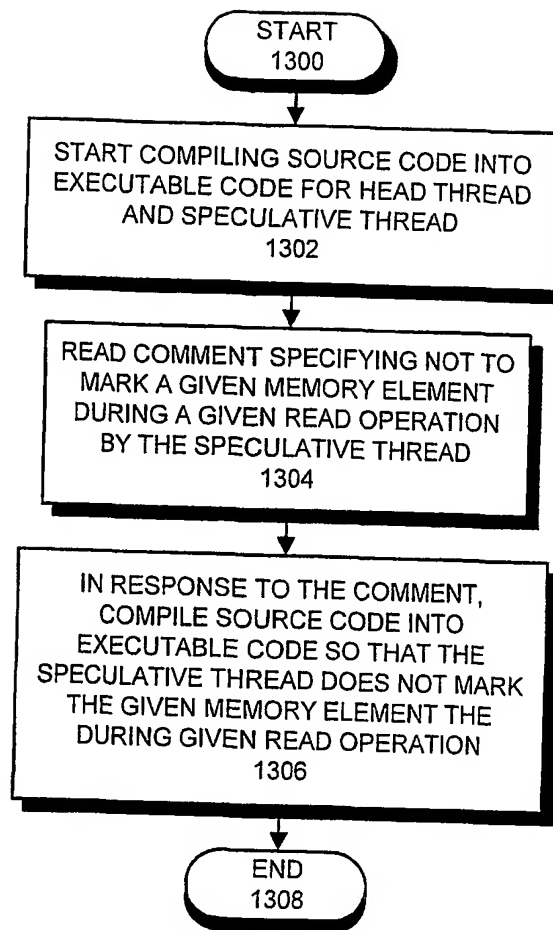 START
1300
START COMPILING SOURCE CODE INTO
EXECUTABLE CODE FOR HEAD THREAD
AND SPECULATIVE THREAD
1302
READ COMMENT SPECIFYING NOT TO
MARK A GIVEN MEMORY ELEMENT
DURING A GIVEN READ OPERATION
BY THE SPECULATIVE THREAD
1304
IN RESPONSE TO THE COMMENT,
COMPILE SOURCE CODE INTO
EXECUTABLE CODE SO THAT THE
SPECULATIVE THREAD DOES NOT MARK
THE GIVEN MEMORY ELEMENT THE
DURING GIVEN READ OPERATION
1306
END
1308